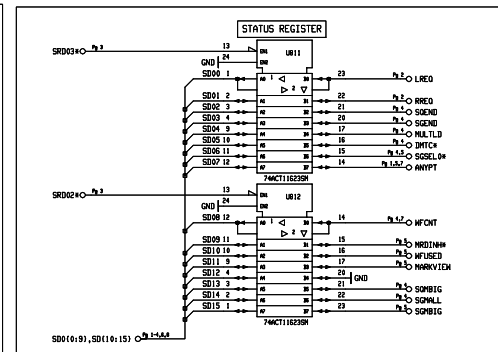 STATUS REGISTER
SRD03* Pg 3 13 EN1 U811
GND 24 EN2
SD00 1 A0 1 2 B0 23 Pg 2 LREQ
SD01 2 A1 B1 22 Pg 2 RREQ
SD02 3 A2 B2 21 Pg 4 SQEND
SD03 4 A3 B3 20 Pg 4 SGEND
SD04 9 A4 B4 17 Pg 4 MULTLD
SD05 10 A5 B5 16 Pg 4 DMTC*
SD06 11 A6 B6 15 Pg 4,5 SGSEL0*
SD07 12 A7 B7 14 Pg 1,5,7 ANYPT
74ACT11623SM
SRD02* Pg 3 13 EN1 U812
GND 24 EN2
SD08 12 A0 1 2 B0 14 Pg 4,7 WFCNT
SD09 11 A1 B1 15 Pg 5 MRDINH*
SD10 10 A2 B2 16 Pg 5 WFUSED
SD11 9 A3 B3 17 Pg 5 MARKVIEW
SD12 4 A4 B4 20 GND
SD13 3 A5 B5 21 Pg 5 SQMBIG
SD14 2 A6 B6 22 Pg 5 SGMALL
SD15 1 A7 B7 23 Pg 5 SGMBIG
74ACT11623SM
SD0(0:9),SD(10:15) Pg 1-4,6,8